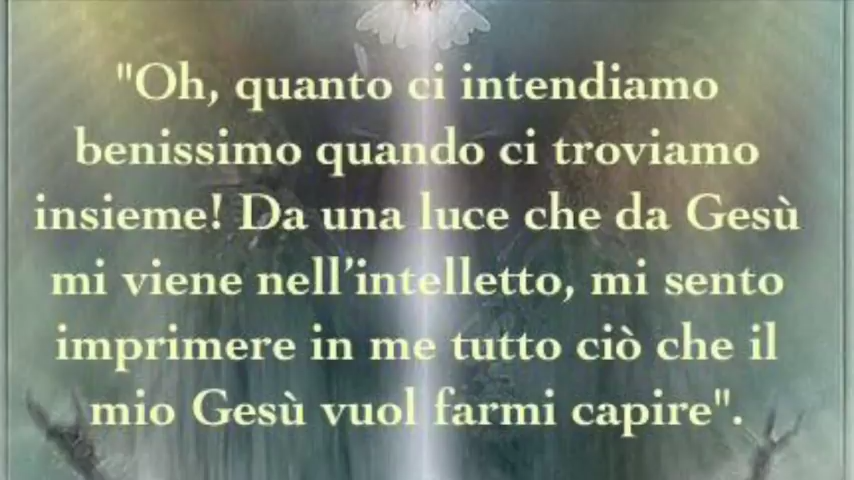 "Oh, quanto ci intendiamo
benissimo quando ci troviamo
insieme! Da una luce che da Gesù
mi viene nell’intelletto, mi sento
imprimere in me tutto ciò che il
mio Gesù vuol farmi capire".